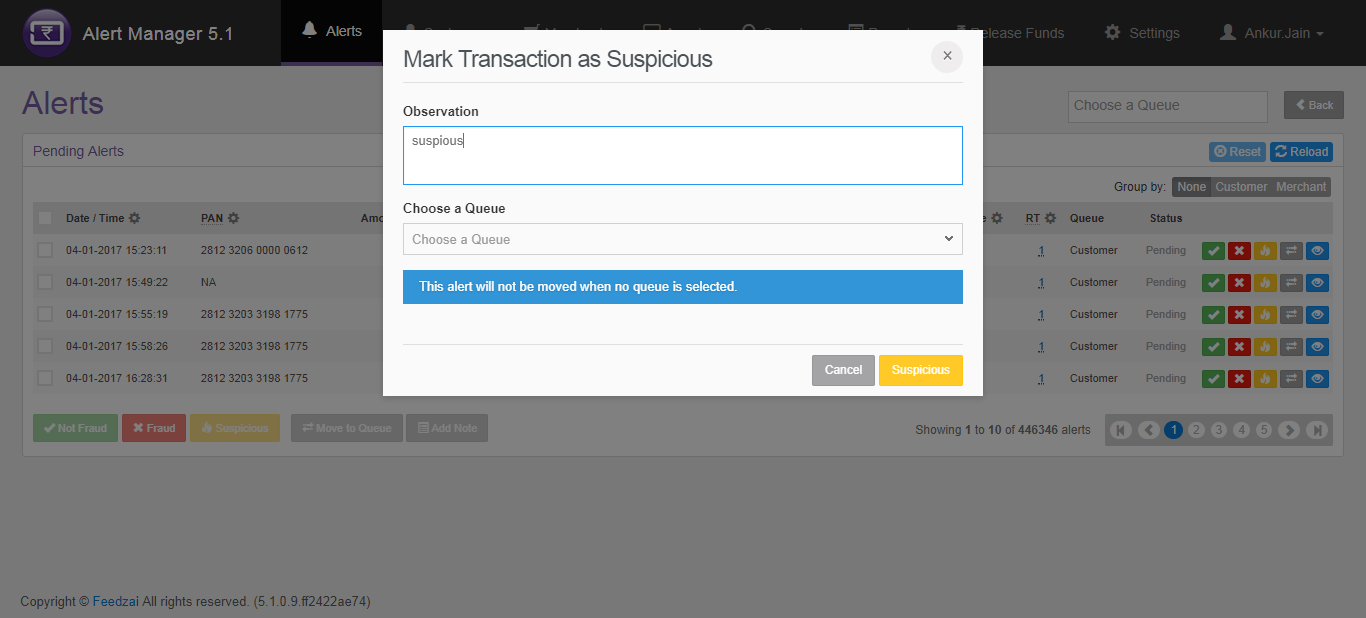 Alert Manager 5.1
Alerts
Release Funds
Settings
Ankur.Jain
Mark Transaction as Suspicious
×
Alerts
Choose a Queue
Back
Observation
suspious
Pending Alerts
Reset
Reload
Group by: None Customer Merchant
Choose a Queue
Choose a Queue
This alert will not be moved when no queue is selected.
Cancel
Suspicious
Date / Time PAN Amo RT Queue Status
04-01-2017 15:23:11 2812 3206 0000 0612 1 Customer Pending
04-01-2017 15:49:22 NA 1 Customer Pending
04-01-2017 15:55:19 2812 3203 3198 1775 1 Customer Pending
04-01-2017 15:58:26 2812 3203 3198 1775 1 Customer Pending
04-01-2017 16:28:31 2812 3203 3198 1775 1 Customer Pending
Not Fraud Fraud Suspicious Move to Queue Add Note
Showing 1 to 10 of 446346 alerts 1 2 3 4 5
Copyright © Feedzai All rights reserved. (5.1.0.9.ff2422ae74)